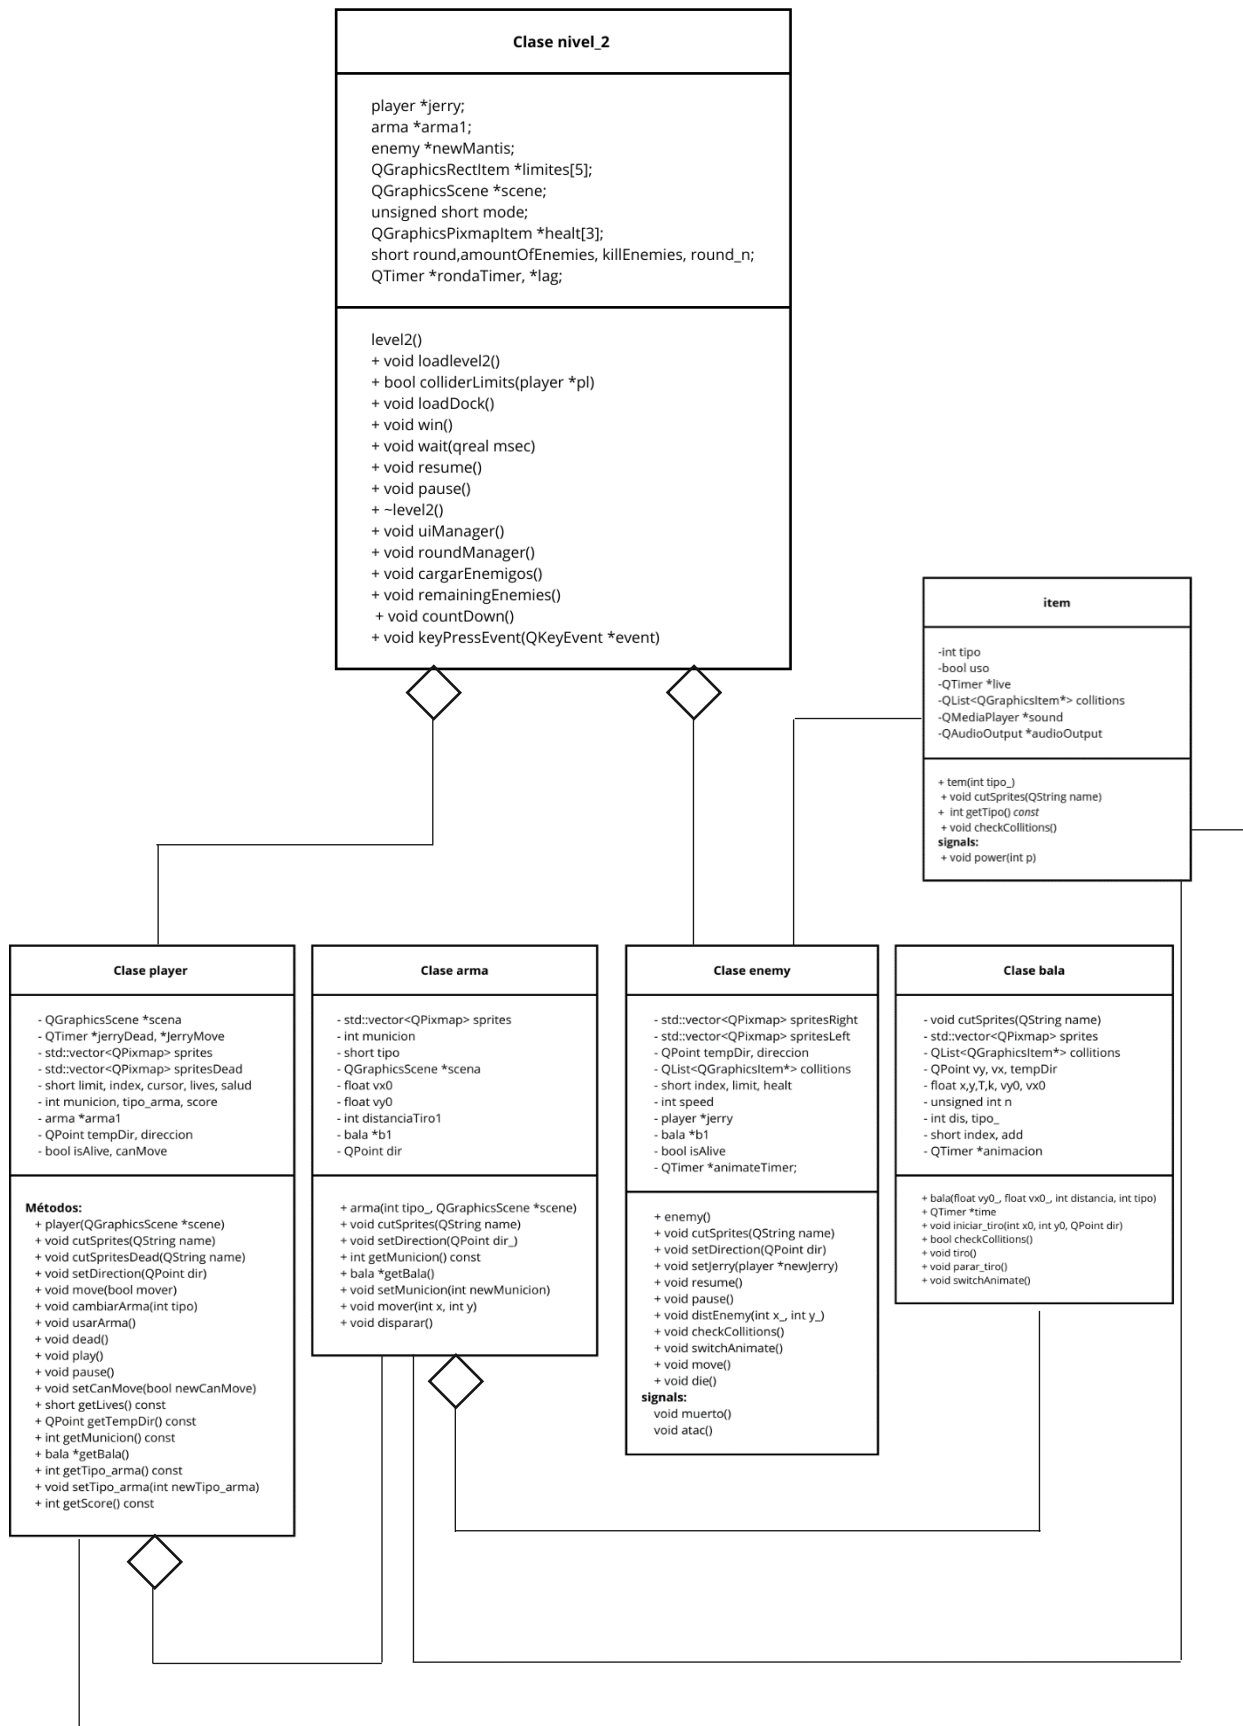 Clase nivel_2
player *jerry;
arma *arma1;
enemy *newMantis;
QGraphicsRectItem *limites[5];
QGraphicsScene *scene;
unsigned short mode;
QGraphicsPixmapItem *healt[3];
short round,amountOfEnemies, killEnemies, round_n;
QTimer *rondaTimer, *lag;
level2()
+ void loadlevel2()
+ bool colliderLimits(player *pl)
+ void loadDock()
+ void win()
+ void wait(qreal msec)
+ void resume()
+ void pause()
+ ~level2()
+ void uiManager()
+ void roundManager()
+ void cargarEnemigos()
+ void remainingEnemies()
+ void countDown()
+ void keyPressEvent(QKeyEvent *event)
item
-int tipo
-bool uso
-QTimer *live
-QList<QGraphicsItem*> collitions
-QMediaPlayer *sound
-QAudioOutput *audioOutput
+ tem(int tipo_)
+ void cutSprites(QString name)
+ int getTipo() const
+ void checkCollitions()
signals:
+ void power(int p)
Clase player
- QGraphicsScene *scena
- QTimer *jerryDead, *JerryMove
- std::vector<QPixmap> sprites
- std::vector<QPixmap> spritesDead
- short limit, index, cursor, lives, salud
- int municion, tipo_arma, score
- arma *arma1
- QPoint tempDir, direccion
- bool isAlive, canMove
Métodos:
+ player(QGraphicsScene *scene)
+ void cutSprites(QString name)
+ void cutSpritesDead(QString name)
+ void setDirection(QPoint dir)
+ void move(bool mover)
+ void cambiarArma(int tipo)
+ void usarArma()
+ void dead()
+ void play()
+ void pause()
+ void setCanMove(bool newCanMove)
+ short getLives() const
+ QPoint getTempDir() const
+ int getMunicion() const
+ bala *getBala()
+ int getTipo_arma() const
+ void setTipo_arma(int newTipo_arma)
+ int getScore() const
Clase arma
- std::vector<QPixmap> sprites
- int municion
- short tipo
- QGraphicsScene *scena
- float vx0
- float vy0
- int distanciaTiro1
- bala *b1
- QPoint dir
+ arma(int tipo_, QGraphicsScene *scene)
+ void cutSprites(QString name)
+ void setDirection(QPoint dir_)
+ int getMunicion() const
+ bala *getBala()
+ void setMunicion(int newMunicion)
+ void mover(int x, int y)
+ void disparar()
Clase enemy
- std::vector<QPixmap> spritesRight
- std::vector<QPixmap> spritesLeft
- QPoint tempDir, direccion
- QList<QGraphicsItem*> collitions
- short index, limit, healt
- int speed
- player *jerry
- bala *b1
- bool isAlive
- QTimer *animateTimer;
+ enemy()
+ void cutSprites(QString name)
+ void setDirection(QPoint dir)
+ void setJerry(player *newJerry)
+ void resume()
+ void pause()
+ void distEnemy(int x_, int y_)
+ void checkCollitions()
+ void switchAnimate()
+ void move()
+ void die()
signals:
void muerto()
void atac()
Clase bala
- void cutSprites(QString name)
- std::vector<QPixmap> sprites
- QList<QGraphicsItem*> collitions
- QPoint vy, vx, tempDir
- float x,y,T,k, vy0, vx0
- unsigned int n
- int dis, tipo_
- short index, add
- QTimer *animacion
+ bala(float vy0_, float vx0_, int distancia, int tipo)
+ QTimer *time
+ void iniciar_tiro(int x0, int y0, QPoint dir)
+ bool checkCollitions()
+ void tiro()
+ void parar_tiro()
+ void switchAnimate()